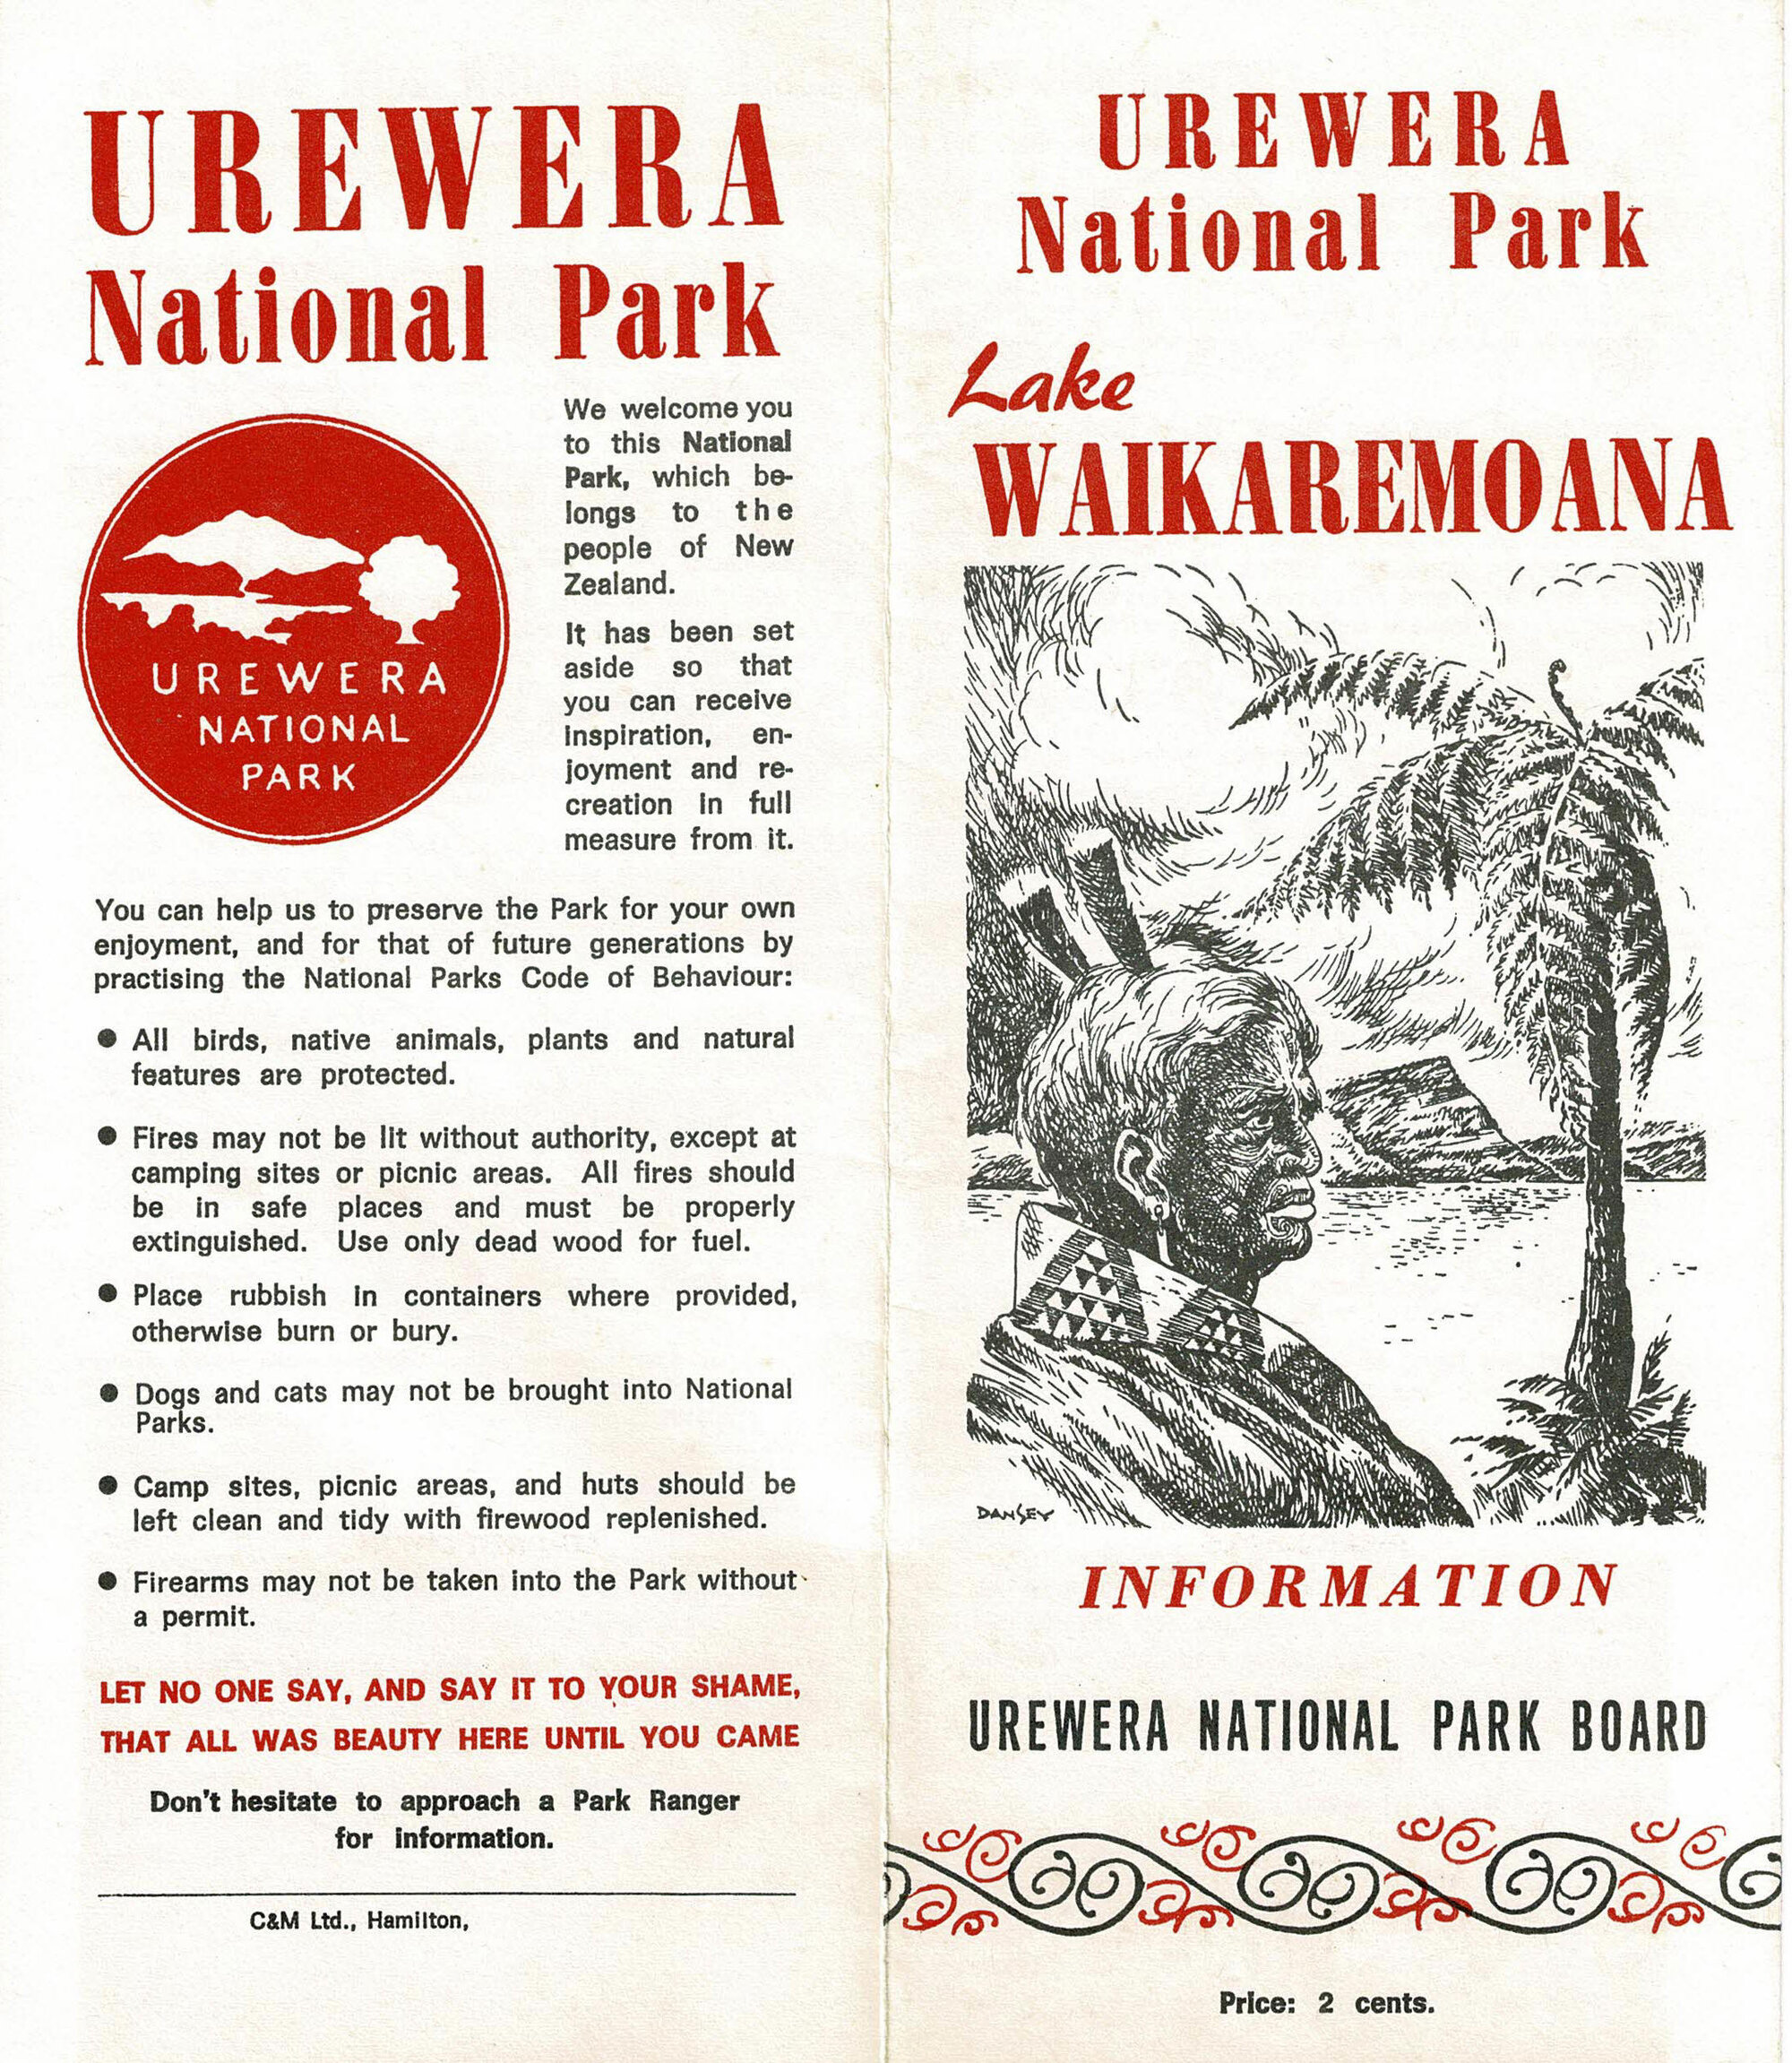 UREWERA
National Park
UREWERA
NATIONAL
PARK
We welcome you
to this National
Park, which be-
longs to the
people of New
Zealand.
It has been set
aside so that
you can receive
inspiration, en-
joyment and re-
creation in full
measure from it.
You can help us to preserve the Park for your own
enjoyment, and for that of future generations by
practising the National Parks Code of Behaviour:
● All birds, native animals, plants and natural
features are protected.
● Fires may not be lit without authority, except at
camping sites or picnic areas. All fires should
be in safe places and must be properly
extinguished. Use only dead wood for fuel.
● Place rubbish in containers where provided,
otherwise burn or bury.
● Dogs and cats may not be brought into National
Parks.
● Camp sites, picnic areas, and huts should be
left clean and tidy with firewood replenished.
● Firearms may not be taken into the Park without
a permit.
LET NO ONE SAY, AND SAY IT TO YOUR SHAME,
THAT ALL WAS BEAUTY HERE UNTIL YOU CAME
Don't hesitate to approach a Park Ranger
for information.
C&M Ltd., Hamilton,
UREWERA
National Park
Lake
WAIKAREMOANA
DANSEY
INFORMATION
UREWERA NATIONAL PARK BOARD
Price: 2 cents.